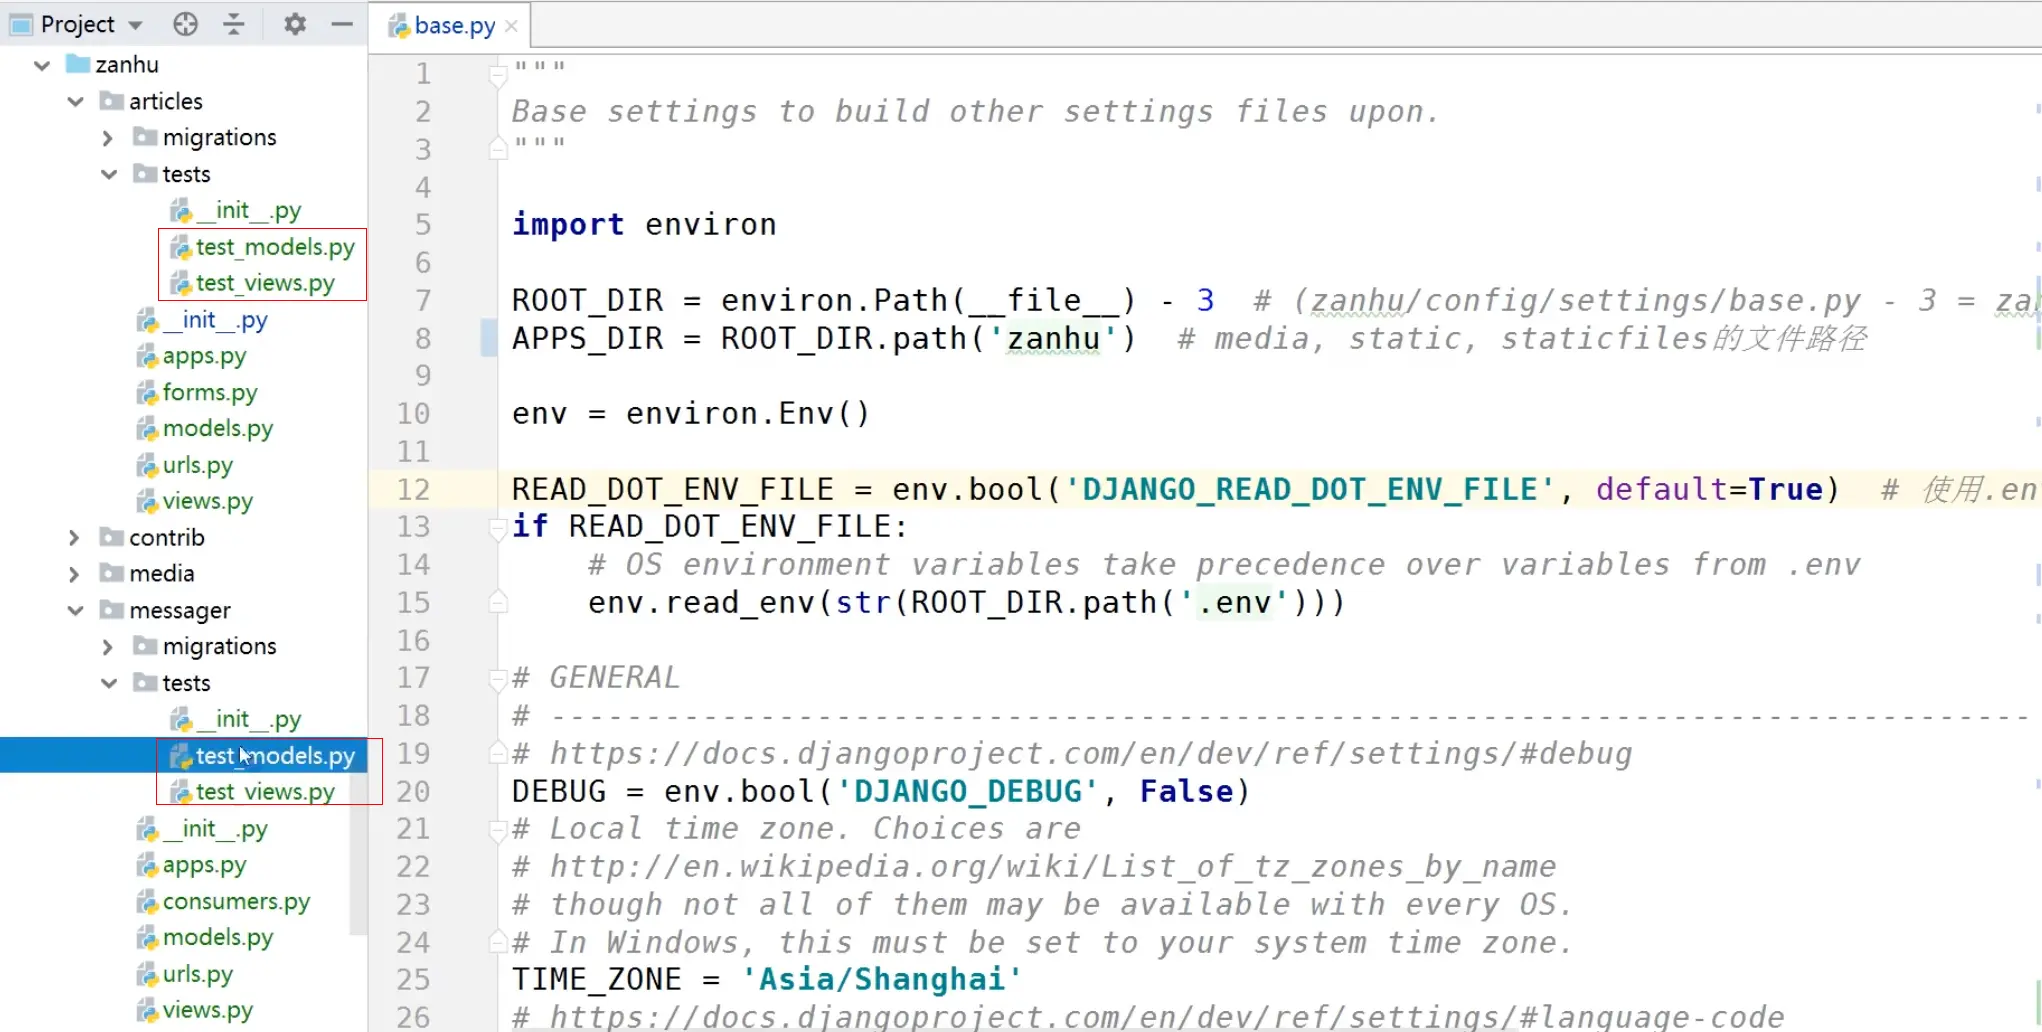 Project
zanhu
articles
migrations
tests
__init__.py
test_models.py
test_views.py
__init__.py
apps.py
forms.py
models.py
urls.py
views.py
contrib
media
messager
migrations
tests
__init__.py
test_models.py
test_views.py
__init__.py
apps.py
consumers.py
models.py
urls.py
views.py
base.py
1 """
2 Base settings to build other settings files upon.
3 """
4
5 import environ
6
7 ROOT_DIR = environ.Path(__file__) - 3  # (zanhu/config/settings/base.py - 3 = za
8 APPS_DIR = ROOT_DIR.path('zanhu')  # media, static, staticfiles的文件路径
9
10 env = environ.Env()
11
12 READ_DOT_ENV_FILE = env.bool('DJANGO_READ_DOT_ENV_FILE', default=True)  # 使用.en
13 if READ_DOT_ENV_FILE:
14     # OS environment variables take precedence over variables from .env
15     env.read_env(str(ROOT_DIR.path('.env')))
16
17 # GENERAL
18 # ------------------------------------------------------------------------------
19 # https://docs.djangoproject.com/en/dev/ref/settings/#debug
20 DEBUG = env.bool('DJANGO_DEBUG', False)
21 # Local time zone. Choices are
22 # http://en.wikipedia.org/wiki/List_of_tz_zones_by_name
23 # though not all of them may be available with every OS.
24 # In Windows, this must be set to your system time zone.
25 TIME_ZONE = 'Asia/Shanghai'
26 # https://docs.djangoproject.com/en/dev/ref/settings/#language-code